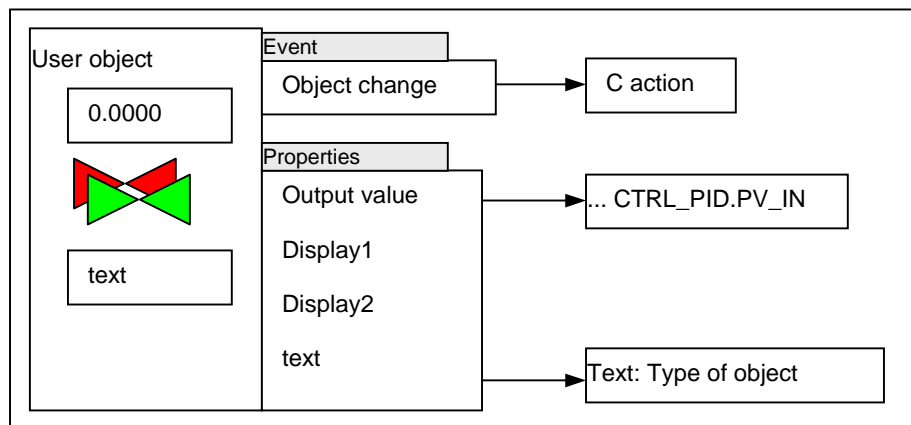 User object
0.0000
text
Event
Object change
C action
Properties
Output value
... CTRL_PID.PV_IN
Display1
Display2
text
Text: Type of object